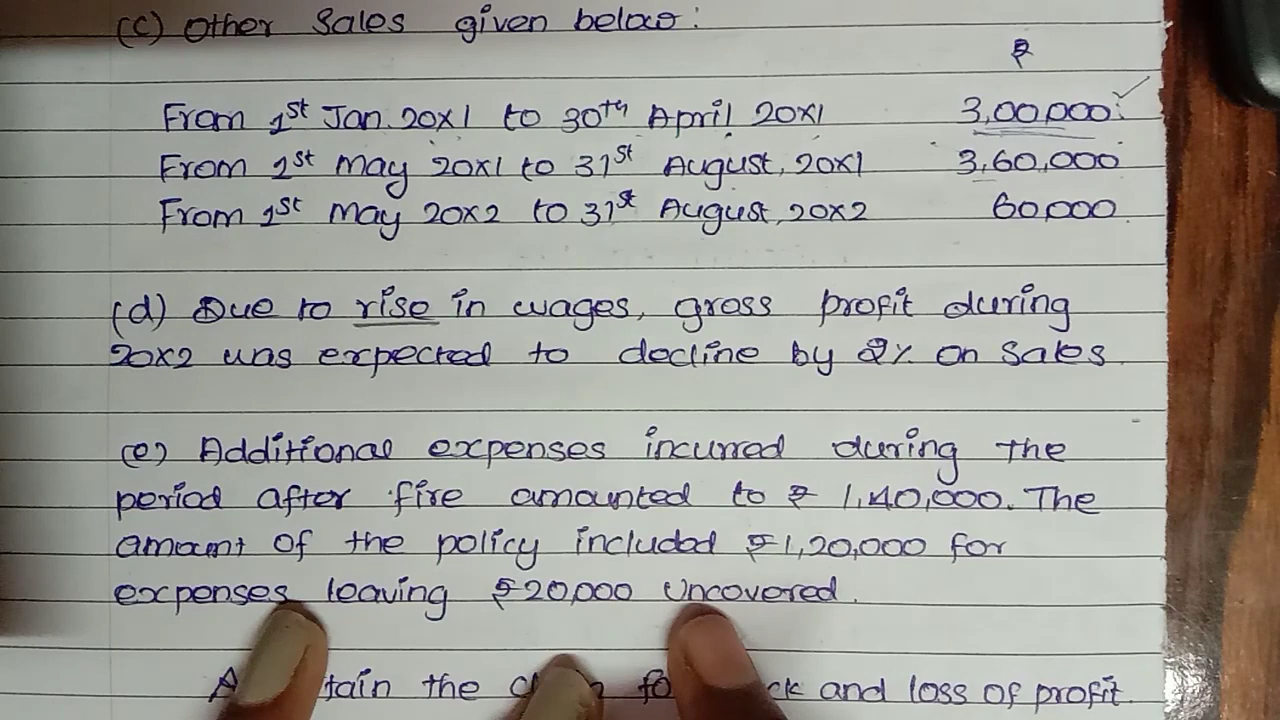 (c) Other Sales given below:
₹
From 1st Jan. 20x1 to 30th April 20x1 3,00,000
From 1st May 20x1 to 31st August, 20x1 3,60,000
From 1st May 20x2 to 31st August, 20x2 60,000
(d) Due to rise in wages, gross profit during
20x2 was expected to decline by 2% on sales
(e) Additional expenses incurred during the
period after fire amounted to ₹ 1,40,000. The
amount of the policy included ₹1,20,000 for
expenses leaving ₹20,000 Uncovered.
the and loss of profit.